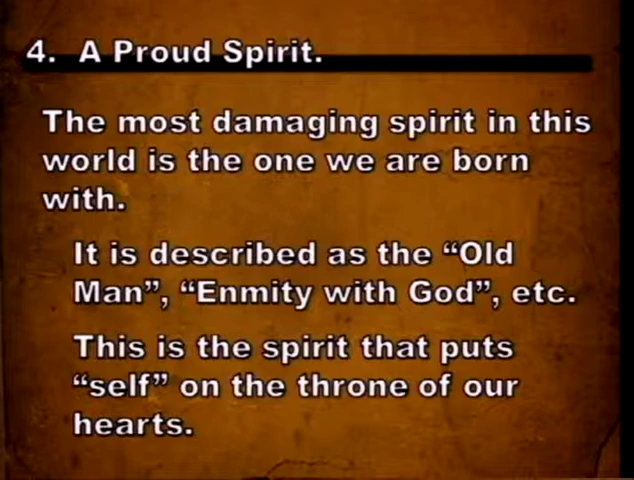 4. A Proud Spirit.
The most damaging spirit in this
world is the one we are born
with.
It is described as the “Old
Man”, “Enmity with God”, etc.
This is the spirit that puts
“self” on the throne of our
hearts.